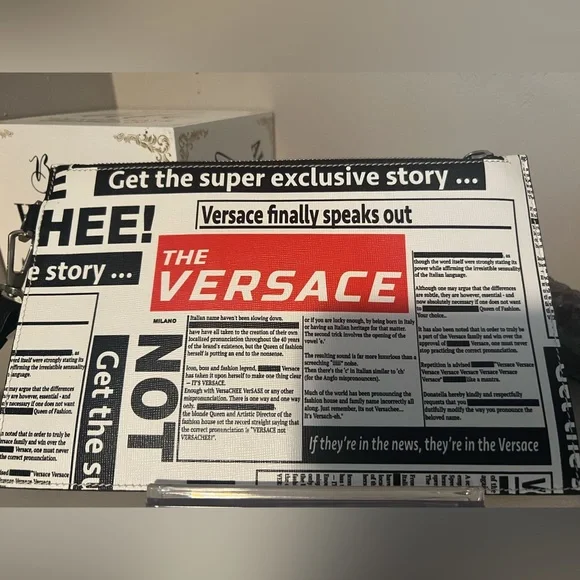 Get the super exclusive story ...
HEE!
Versace finally speaks out
e story ...
THE
VERSACE
MILANO
NOT
Get the su
Italian name haven't been slowing down.
have have all taken to the creation of their own
localized pronunciation throughout the 40 years
of the brand's existence, but the Queen of fashion
herself is putting an end to the nonsense.
Icon, boss and fashion legend, Versace
has taken it upon herself to make one thing clear
– IT'S VERSACE.
Enough with VersaCHEE VerSASE or any other
mispronunciation. There is one way and one
way only.
the blonde Queen and Artistic Director of the
fashion house set the record straight saying that
the correct pronunciation is "VERSACE not
VERSACHEE!".
or if you are lucky enough, by being born in Italy
or having an Italian heritage for that matter.
The second trick involves the opening of the
vowel 'e.'
The resulting sound is far more luxurious than a
screeching "iiiii" noise.
Then there's the 'c' in Italian similar to 'ch'
(for the Anglo mispronouncers).
Much of the world has been pronouncing the
fashion house and family name incorrectly all
along. Just remember, its not Versachee...
It's Versach-eh."
If they're in the news, they're in the Versace
, as
though the word itself were strongly stating its
power while affirming the irresistible sensuality
of the Italian language.
Although one may argue that the differences
are subtle, they are however, essential - and
now absolutely necessary if one does not want
to Queen of Fashion.
Your choice..
It has also been noted that in order to truly be
a part of the Versace family and win over the
approval of Versace, one must never
stop practicing the correct pronunciation.
Repetition is advised Versace Versace
Versace Versace Versace Versace Versace
Versace like a mantra.
Donatella hereby kindly and respectfully
requests that you
dutifully modify the way you pronounce the
beloved name.